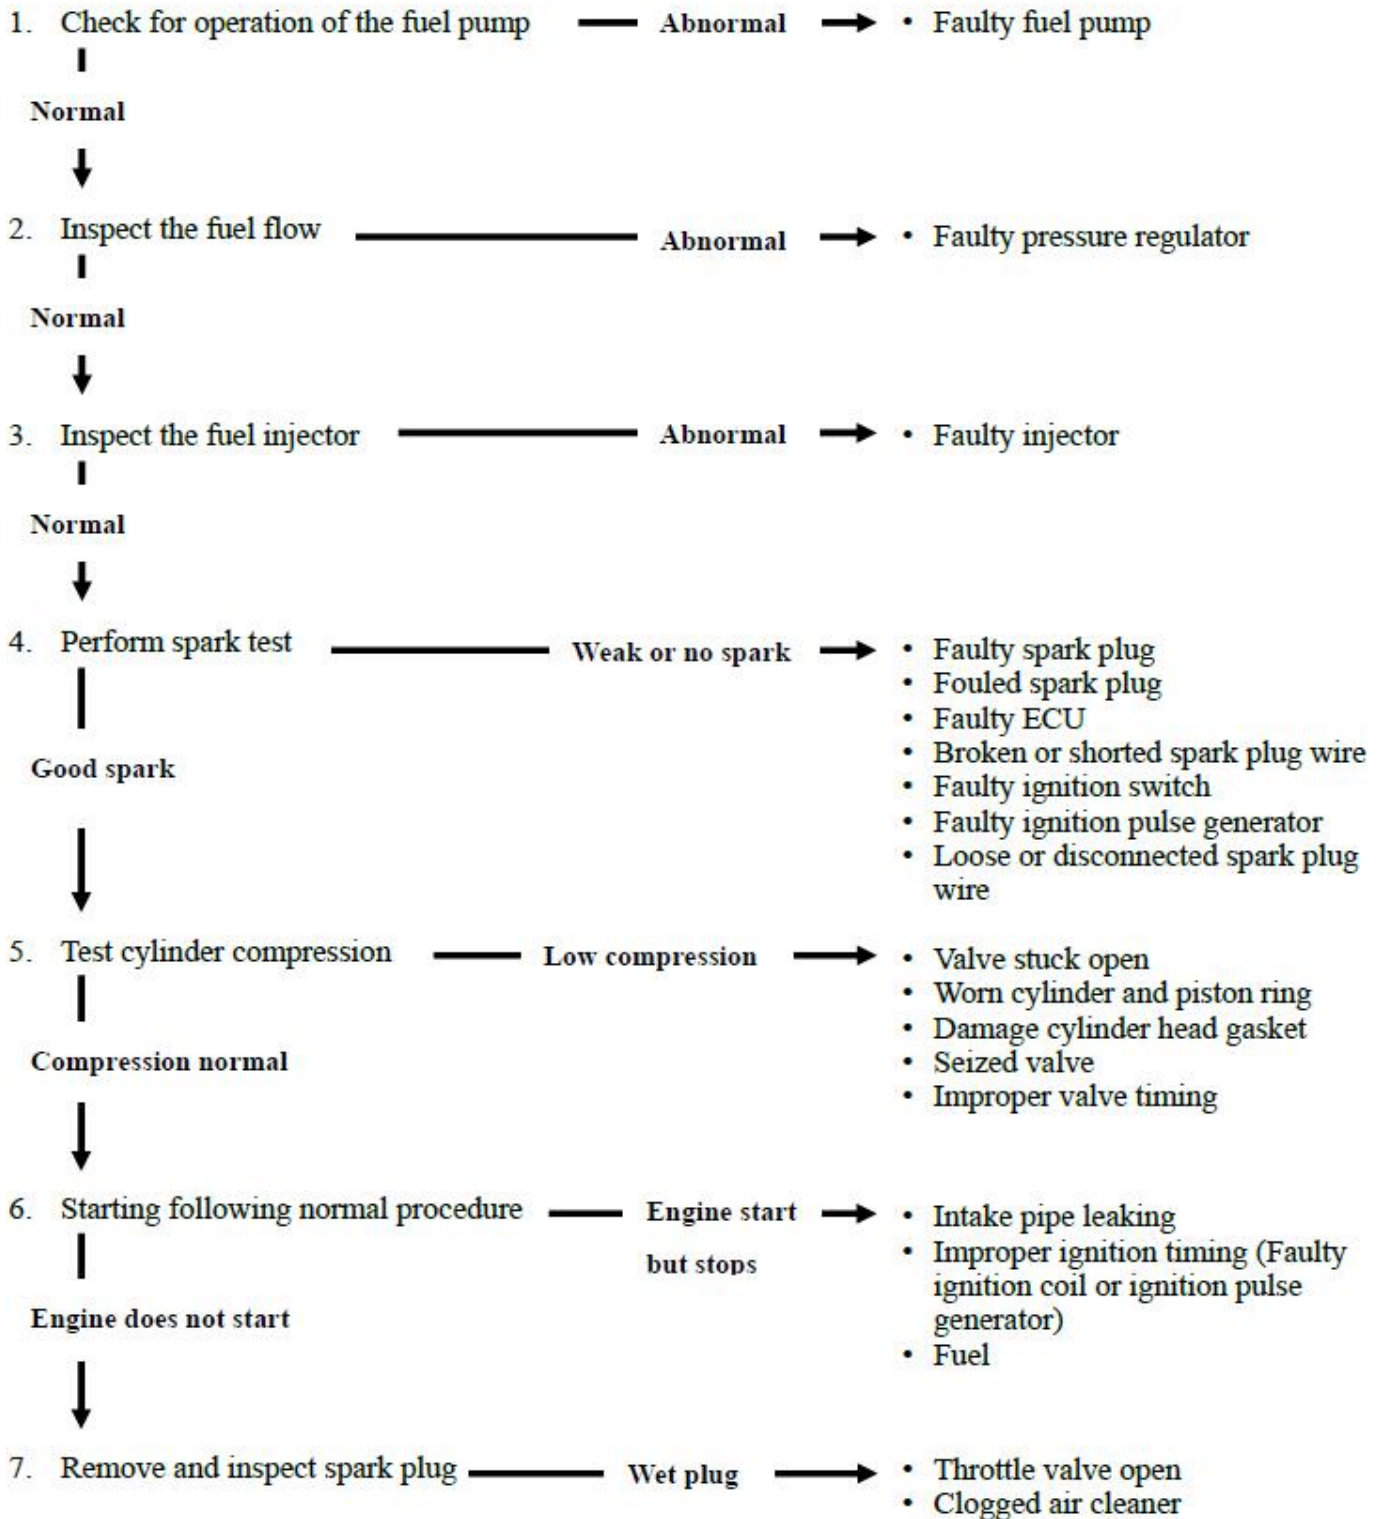 1. Check for operation of the fuel pump Abnormal • Faulty fuel pump
Normal
2. Inspect the fuel flow Abnormal • Faulty pressure regulator
Normal
3. Inspect the fuel injector Abnormal • Faulty injector
Normal
4. Perform spark test Weak or no spark • Faulty spark plug
• Fouled spark plug
• Faulty ECU
• Broken or shorted spark plug wire
Good spark
• Faulty ignition switch
• Faulty ignition pulse generator
• Loose or disconnected spark plug
wire
5. Test cylinder compression Low compression • Valve stuck open
• Worn cylinder and piston ring
• Damage cylinder head gasket
Compression normal • Seized valve
• Improper valve timing
6. Starting following normal procedure Engine start • Intake pipe leaking
but stops • Improper ignition timing (Faulty
ignition coil or ignition pulse
Engine does not start generator)
• Fuel
7. Remove and inspect spark plug Wet plug • Throttle valve open
• Clogged air cleaner